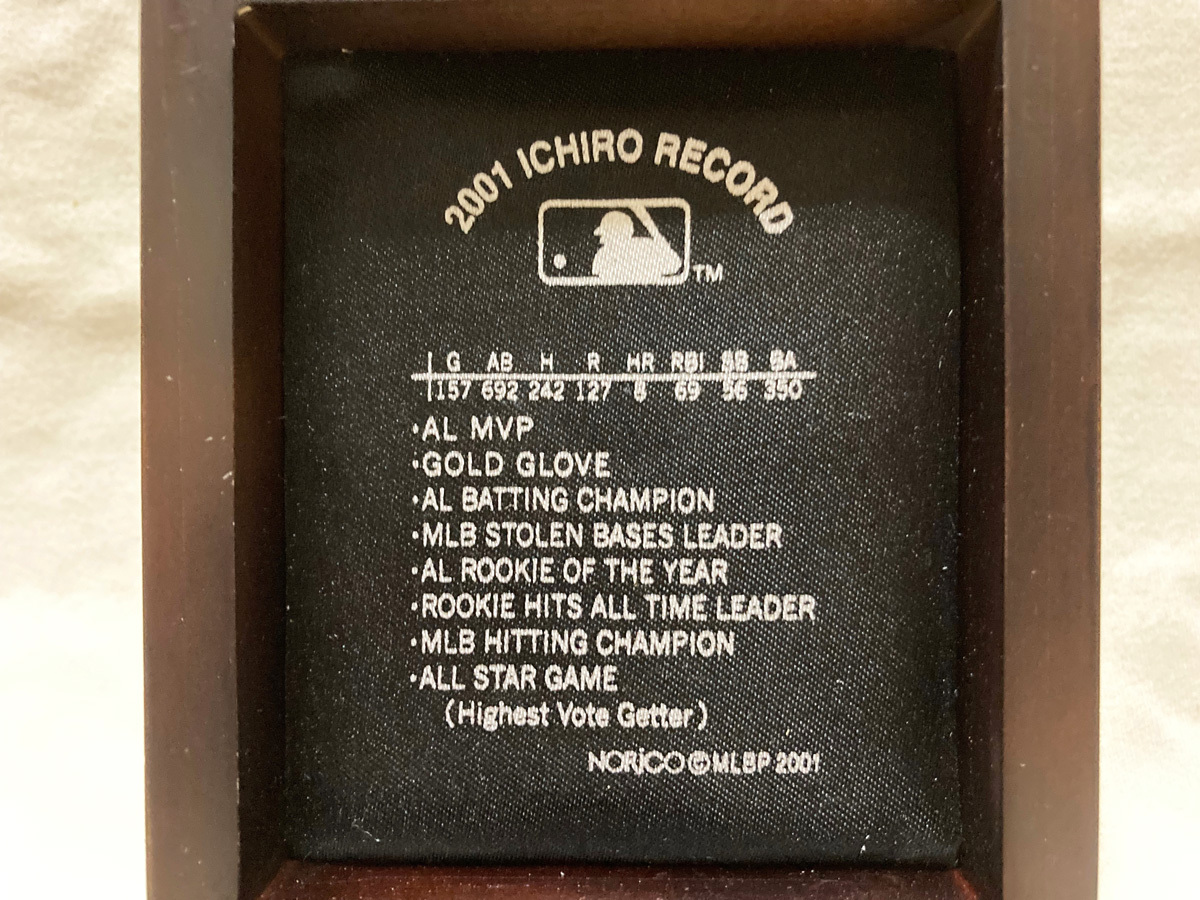 2001 ICHIRO RECORD
TM
G AB H R HR RBI SB BA
157 692 242 127 8 69 56 350
·AL MVP
·GOLD GLOVE
·AL BATTING CHAMPION
·MLB STOLEN BASES LEADER
·AL ROOKIE OF THE YEAR
·ROOKIE HITS ALL TIME LEADER
·MLB HITTING CHAMPION
·ALL STAR GAME
(Highest Vote Getter)
NORICO ©MLBP 2001